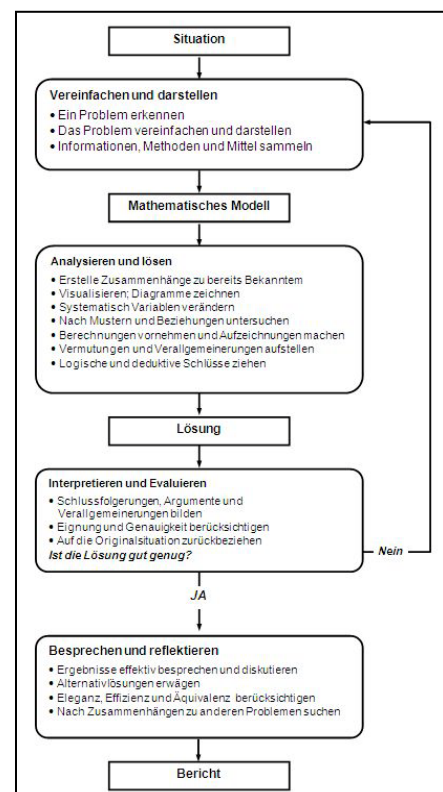 Situation
Vereinfachen und darstellen
• Ein Problem erkennen
• Das Problem vereinfachen und darstellen
• Informationen, Methoden und Mittel sammeln
Mathematisches Modell
Analysieren und lösen
• Erstelle Zusammenhänge zu bereits Bekanntem
• Visualisieren; Diagramme zeichnen
• Systematisch Variablen verändern
• Nach Mustern und Beziehungen untersuchen
• Berechnungen vornehmen und Aufzeichnungen machen
• Vermutungen und Verallgemeinerungen aufstellen
• Logische und deduktive Schlüsse ziehen
Lösung
Interpretieren und Evaluieren
• Schlussfolgerungen, Argumente und
Verallgemeinerungen bilden
• Eignung und Genauigkeit berücksichtigen
• Auf die Originalsituation zurückbeziehen
Ist die Lösung gut genug?
Nein
JA
Besprechen und reflektieren
• Ergebnisse effektiv besprechen und diskutieren
• Alternativlösungen erwägen
• Eleganz, Effizienz und Äquivalenz berücksichtigen
• Nach Zusammenhängen zu anderen Problemen suchen
Bericht